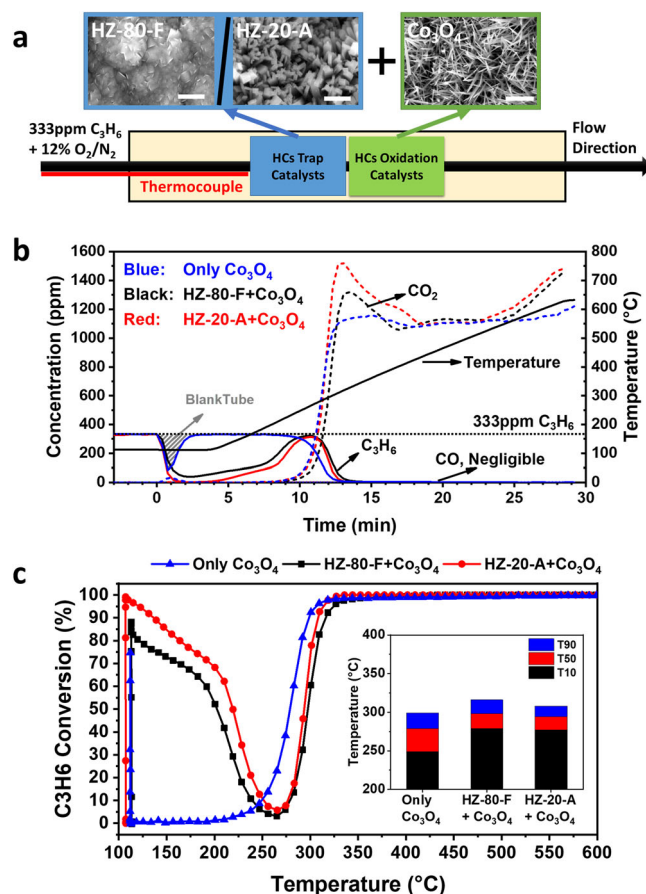 a
HZ-80-F
HZ-20-A
Co₃O₄
+
333ppm C₃H₆
+ 12% O₂/N₂
Thermocouple
HCs Trap
Catalysts
HCs Oxidation
Catalysts
Flow
Direction
b
1600
1400
1200
1000
800
600
400
200
0
Concentration (ppm)
Blue: Only Co₃O₄
Black: HZ-80-F+Co₃O₄
Red: HZ-20-A+Co₃O₄
BlankTube
CO₂
Temperature
333ppm C₃H₆
C₃H₆
CO, Negligible
800
700
600
500
400
300
200
100
0
Temperature (°C)
0 5 10 15 20 25 30
Time (min)
c
Only Co₃O₄ HZ-80-F+Co₃O₄ HZ-20-A+Co₃O₄
100
90
80
70
60
50
40
30
20
10
0
C3H6 Conversion (%)
400
350
300
250
200
Temperature (°C)
T90
T50
T10
Only
Co₃O₄
HZ-80-F
+ Co₃O₄
HZ-20-A
+ Co₃O₄
100 150 200 250 300 350 400 450 500 550 600
Temperature (°C)